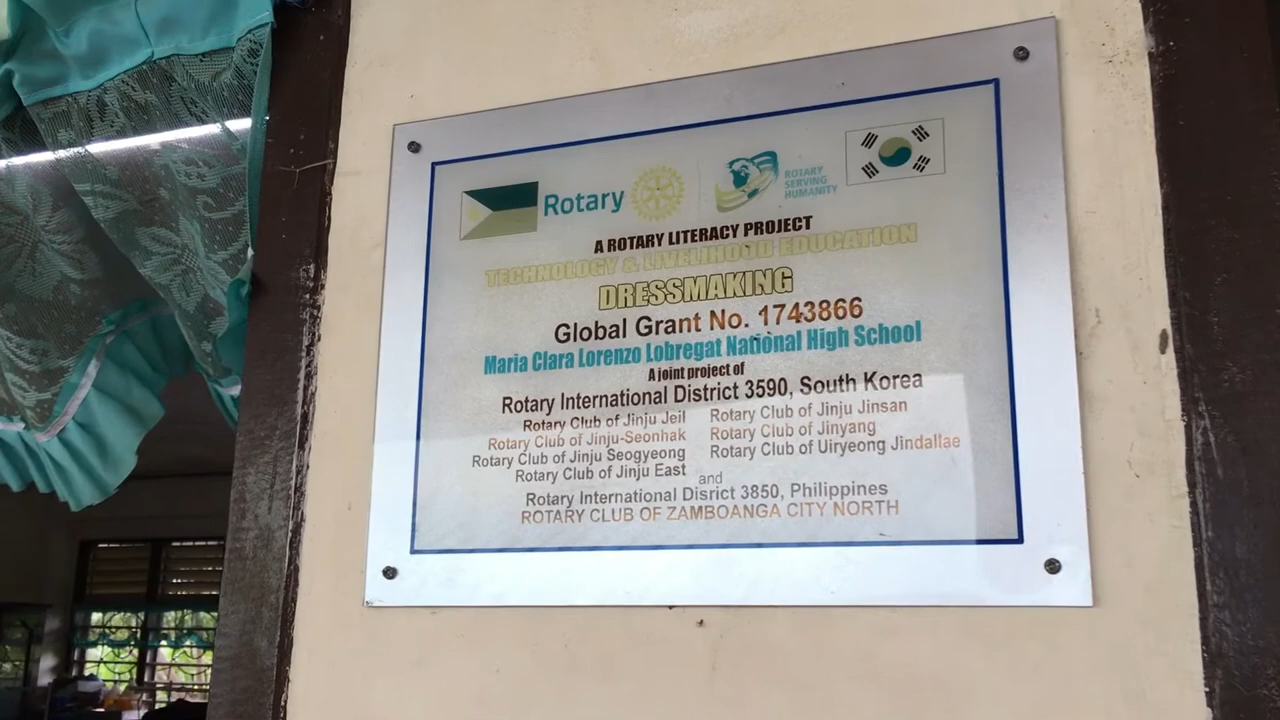 Rotary
ROTARY
SERVING
HUMANITY
A ROTARY LITERACY PROJECT
TECHNOLOGY & LIVELIHOOD EDUCATION
DRESSMAKING
Global Grant No. 1743866
Maria Clara Lorenzo Lobregat National High School
A joint project of
Rotary International District 3590, South Korea
Rotary Club of Jinju Jeil Rotary Club of Jinju Jinsan
Rotary Club of Jinju-Seonhak Rotary Club of Jinyang
Rotary Club of Jinju Seogyeong Rotary Club of Uiryeong Jindallae
Rotary Club of Jinju East
and
Rotary International Disrict 3850, Philippines
ROTARY CLUB OF ZAMBOANGA CITY NORTH